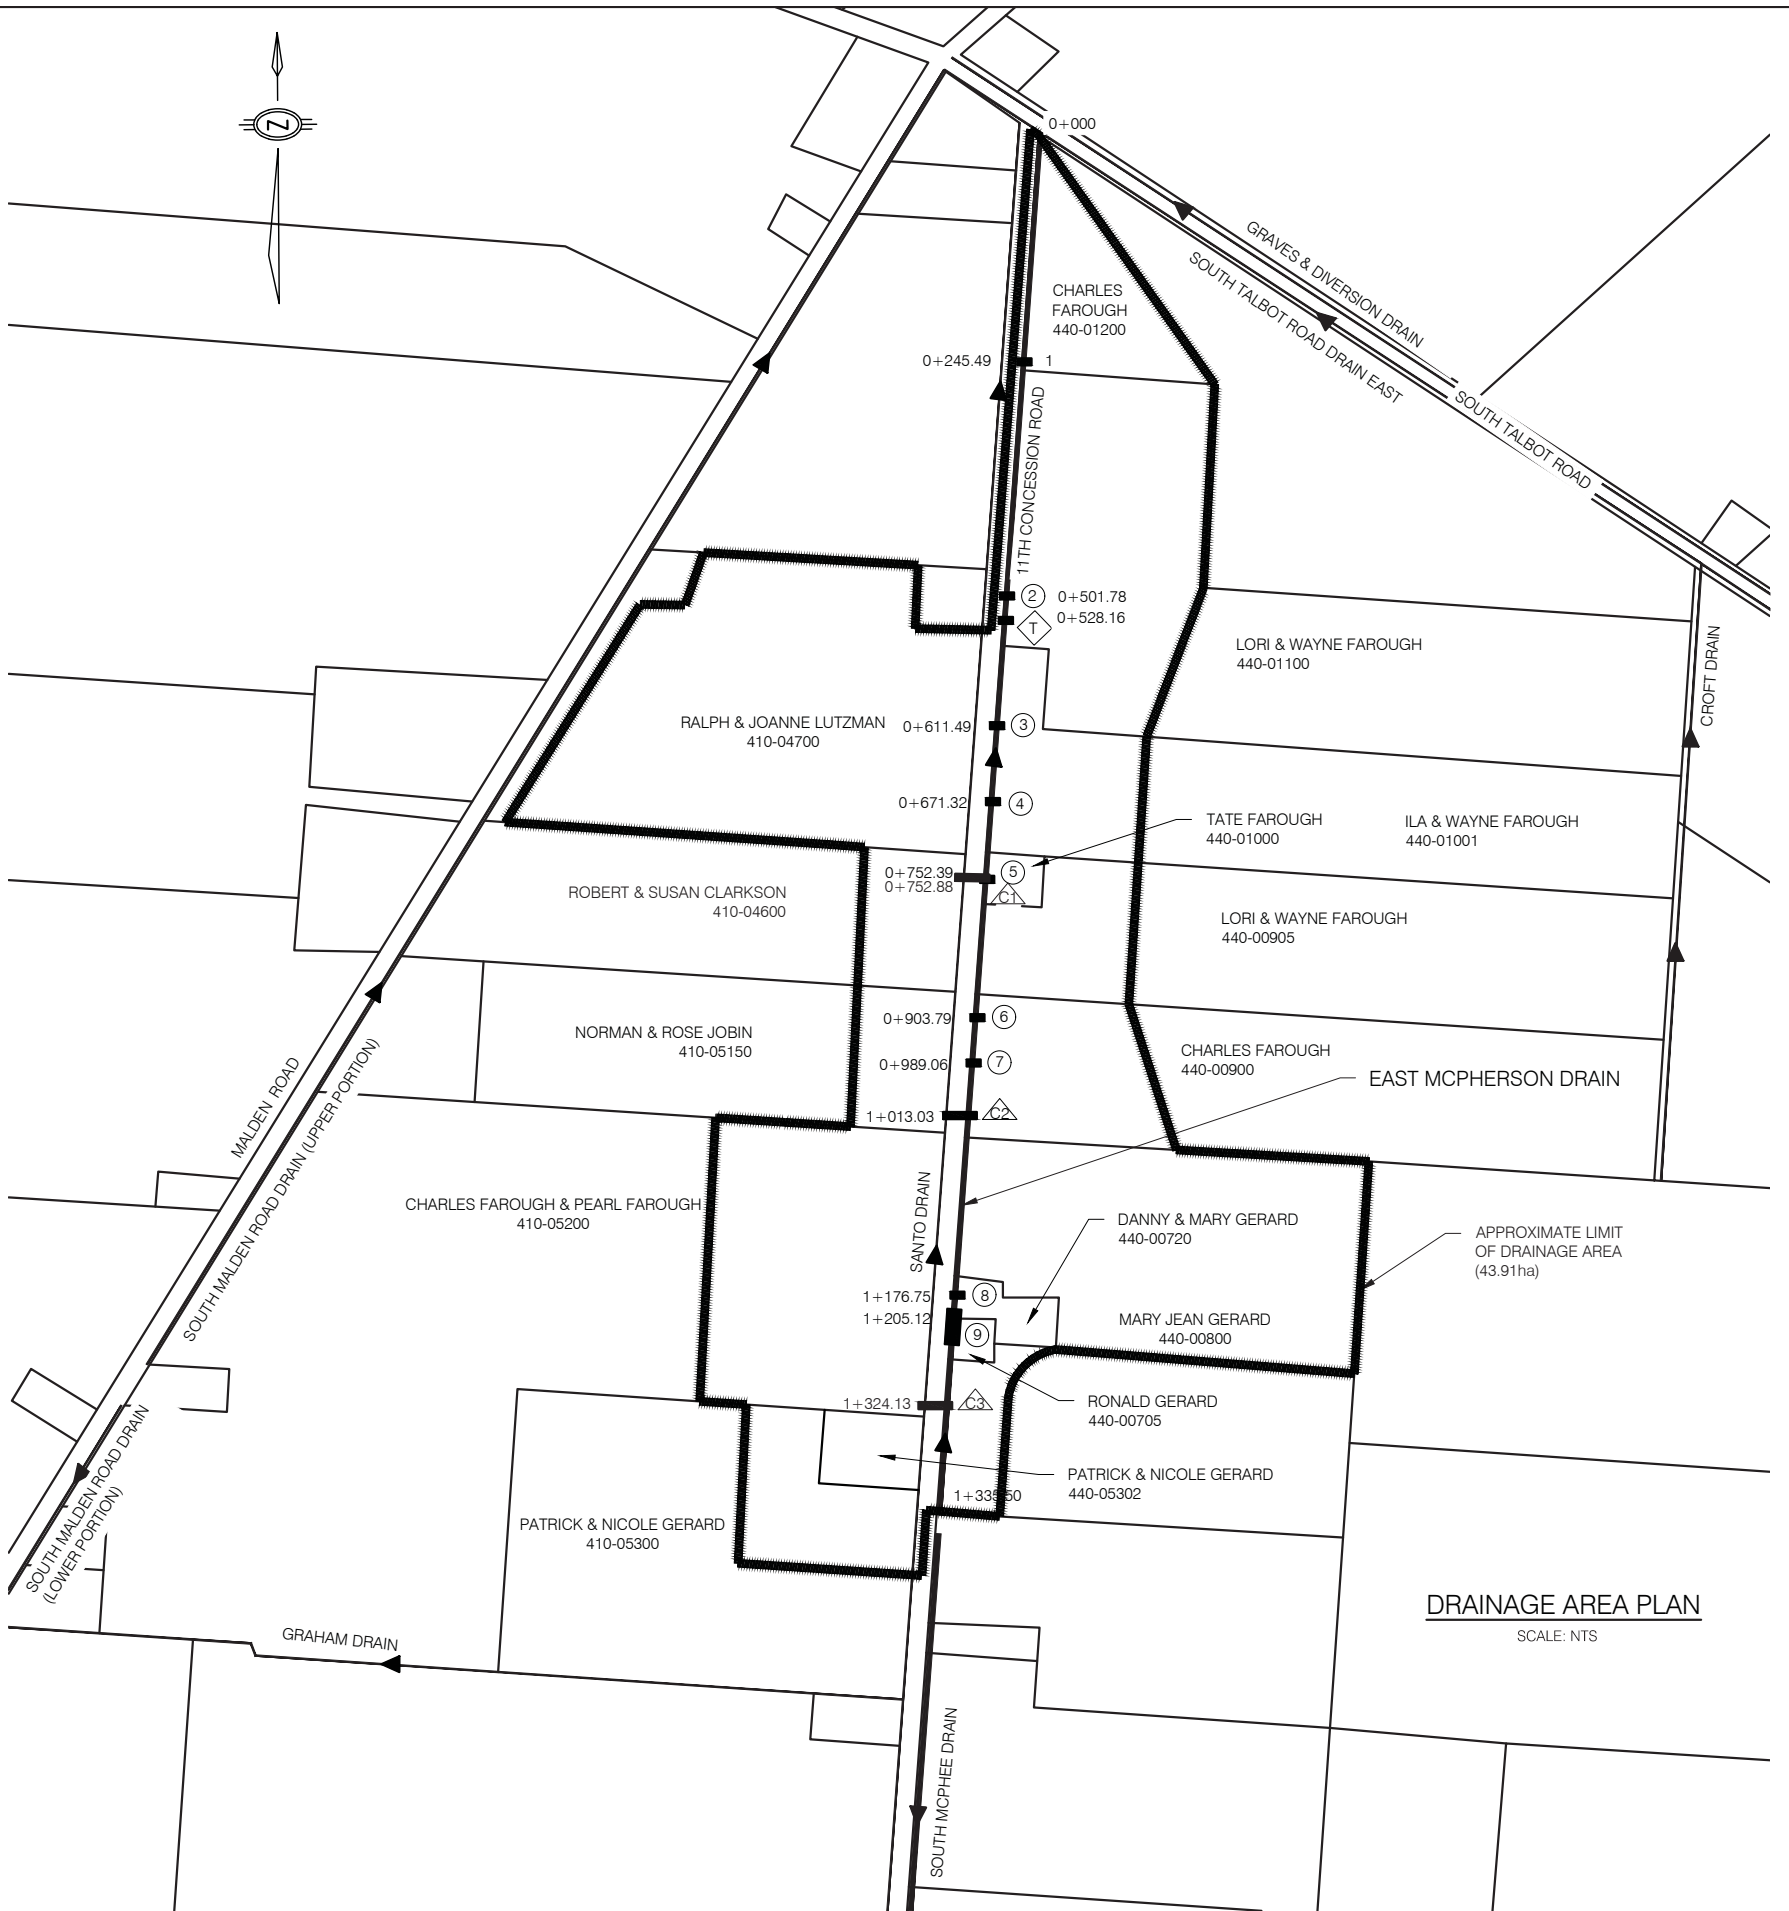 0+000
N
GRAVES & DIVERSION DRAIN
SOUTH TALBOT ROAD DRAIN EAST
SOUTH TALBOT ROAD
CHARLES
FAROUGH
440-01200
0+245.49
1
11TH CONCESSION ROAD
2
0+501.78
0+528.16
T
LORI & WAYNE FAROUGH
440-01100
CROFT DRAIN
RALPH & JOANNE LUTZMAN
410-04700
0+611.49
3
0+671.32
4
TATE FAROUGH
440-01000
ILA & WAYNE FAROUGH
440-01001
0+752.39
0+752.88
5
C1
ROBERT & SUSAN CLARKSON
410-04600
LORI & WAYNE FAROUGH
440-00905
0+903.79
6
NORMAN & ROSE JOBIN
410-05150
0+989.06
7
CHARLES FAROUGH
440-00900
EAST MCPHERSON DRAIN
1+013.03
C2
MALDEN ROAD
SOUTH MALDEN ROAD DRAIN (UPPER PORTION)
SANTO DRAIN
CHARLES FAROUGH & PEARL FAROUGH
410-05200
DANNY & MARY GERARD
440-00720
APPROXIMATE LIMIT
OF DRAINAGE AREA
(43.91ha)
1+176.75
8
1+205.12
9
MARY JEAN GERARD
440-00800
1+324.13
C3
RONALD GERARD
440-00705
PATRICK & NICOLE GERARD
440-05302
1+335.50
PATRICK & NICOLE GERARD
410-05300
SOUTH MALDEN ROAD DRAIN
(LOWER PORTION)
GRAHAM DRAIN
SOUTH MCPHEE DRAIN
DRAINAGE AREA PLAN
SCALE: NTS